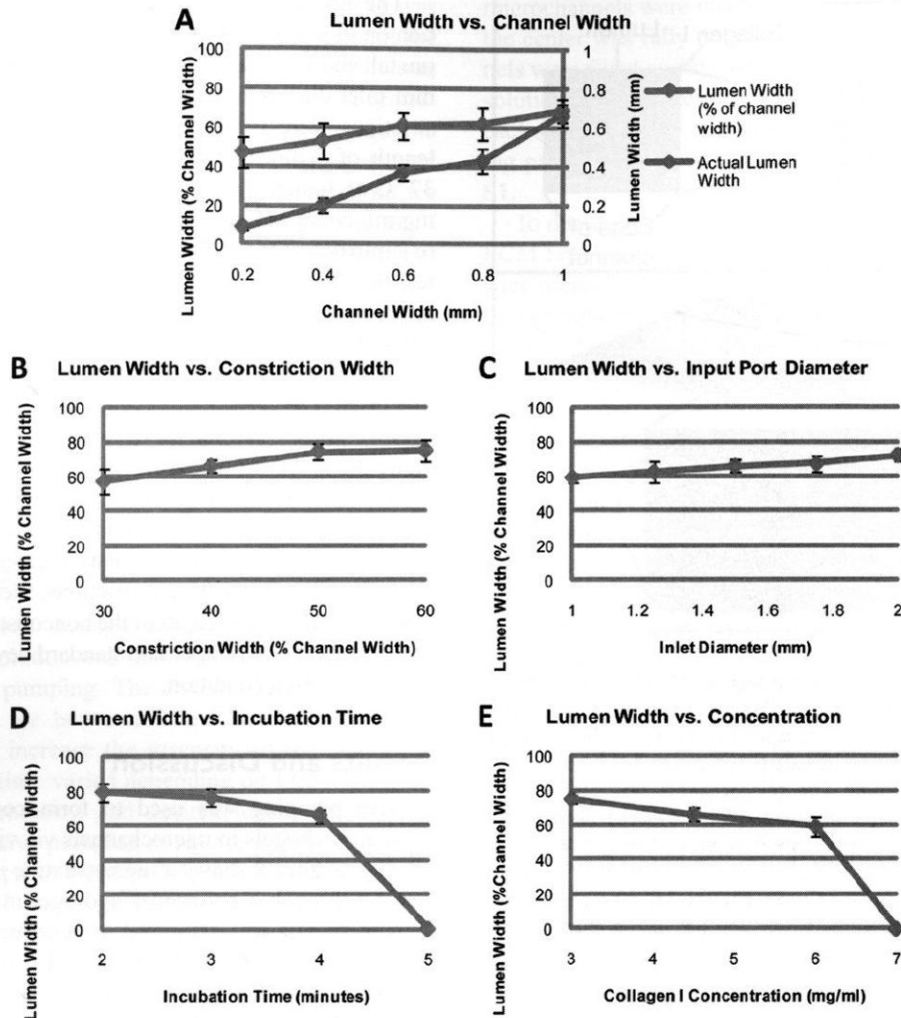 A
Lumen Width vs. Channel Width
Lumen Width (% Channel Width)
100
80
60
40
20
0
1
0.8
0.6
0.4
0.2
0
Lumen Width (mm)
0.2 0.4 0.6 0.8 1
Channel Width (mm)
Lumen Width
(% of channel
width)
Actual Lumen
Width
B
Lumen Width vs. Constriction Width
Lumen Width (% Channel Width)
100
80
60
40
20
0
30 40 50 60
Constriction Width (% Channel Width)
C
Lumen Width vs. Input Port Diameter
Lumen Width (% Channel Width)
100
80
60
40
20
0
1 1.2 1.4 1.6 1.8 2
Inlet Diameter (mm)
D
Lumen Width vs. Incubation Time
Lumen Width (% Channel Width)
100
80
60
40
20
0
2 3 4 5
Incubation Time (minutes)
E
Lumen Width vs. Concentration
Lumen Width (%Channel Width)
100
80
60
40
20
0
3 4 5 6 7
Collagen I Concentration (mg/ml)